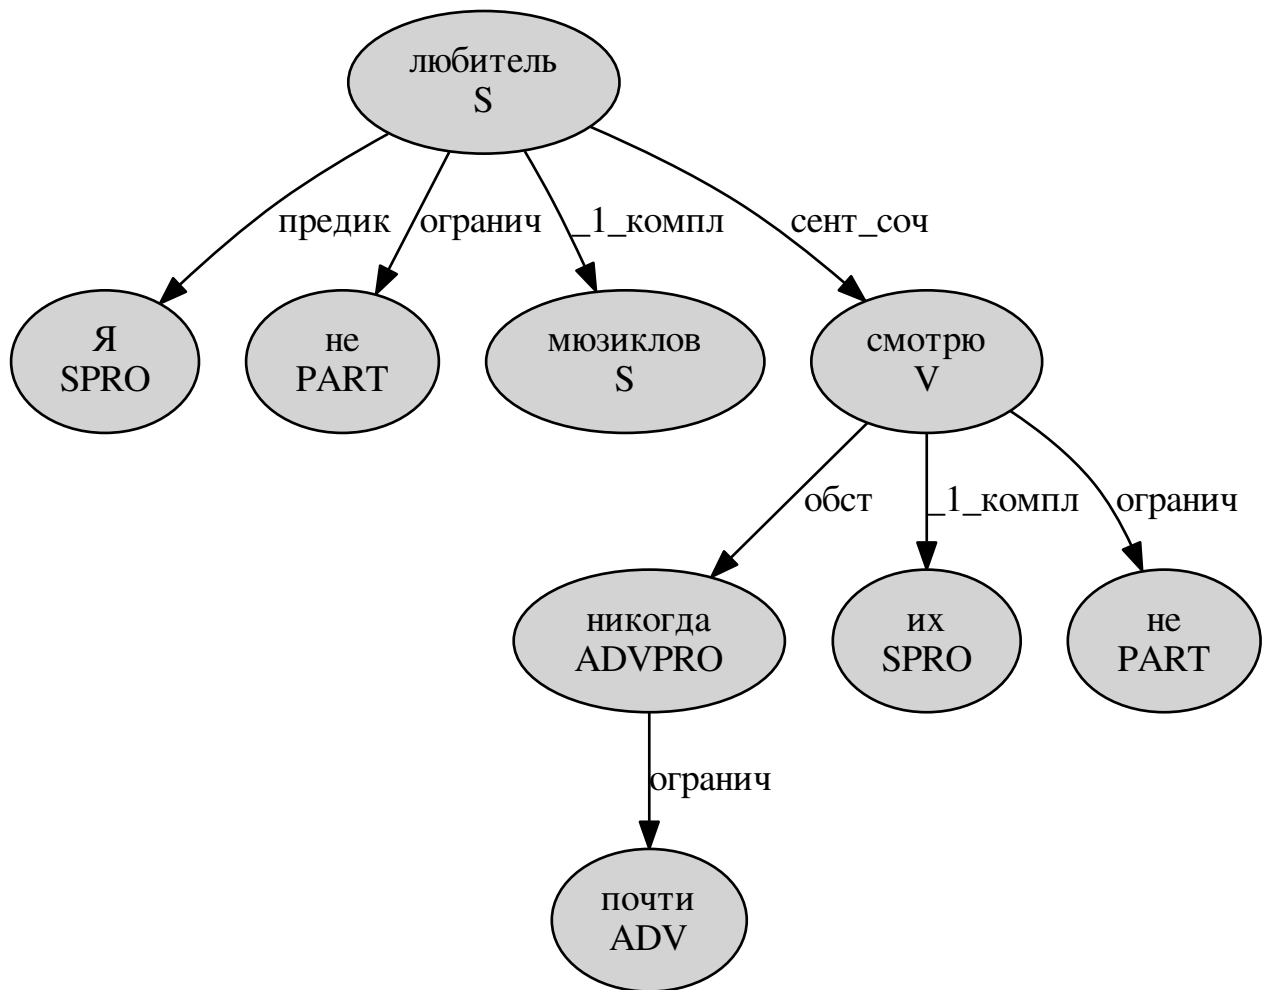 любитель
S
предик
огранич
_1_компл
сент_соч
Я
SPRO
не
PART
мюзиклов
S
смотрю
V
обст
_1_компл
огранич
никогда
ADVPRO
их
SPRO
не
PART
огранич
почти
ADV